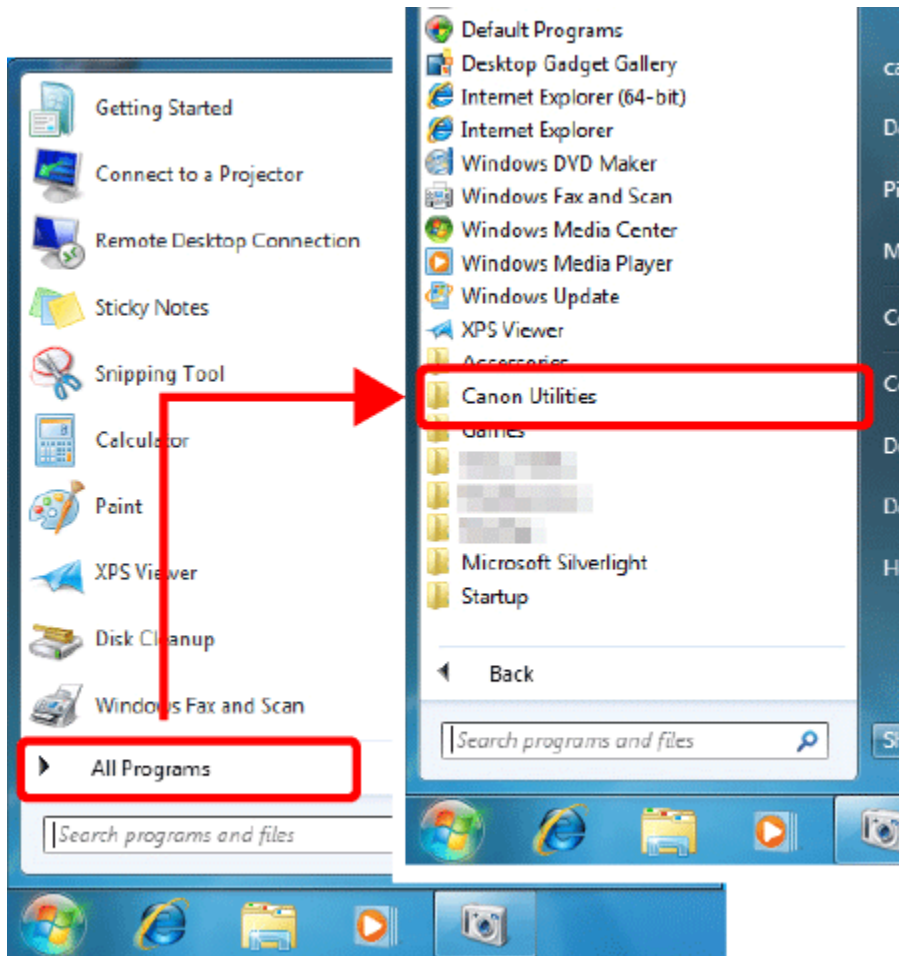 Getting Started
Connect to a Projector
Remote Desktop Connection
Sticky Notes
Snipping Tool
Calculator
Paint
XPS Viewer
Disk Cleanup
Windows Fax and Scan
All Programs
Search programs and files
Default Programs
Desktop Gadget Gallery
Internet Explorer (64-bit)
Internet Explorer
Windows DVD Maker
Windows Fax and Scan
Windows Media Center
Windows Media Player
Windows Update
XPS Viewer
Accessories
Canon Utilities
Games
Microsoft Silverlight
Startup
Back
Search programs and files